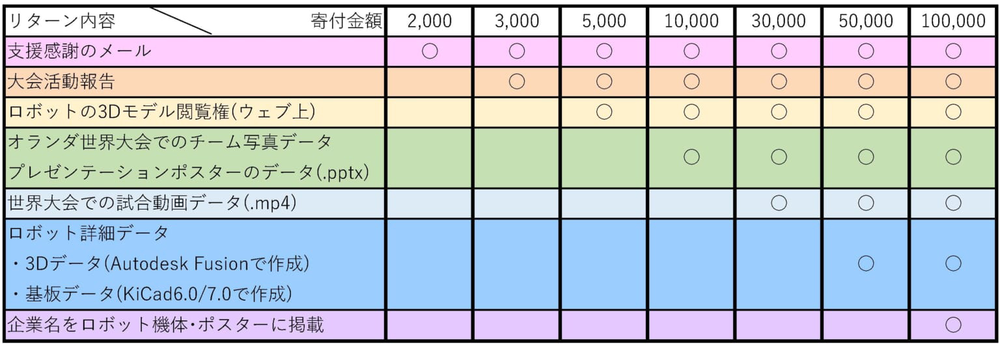 リターン内容 寄付金額 2,000 3,000 5,000 10,000 30,000 50,000 100,000
支援感謝のメール ○ ○ ○ ○ ○ ○ ○
大会活動報告 ○ ○ ○ ○ ○ ○
ロボットの3Dモデル閲覧権(ウェブ上) ○ ○ ○ ○ ○
オランダ世界大会でのチーム写真データ
プレゼンテーションポスターのデータ(.pptx) ○ ○ ○ ○
世界大会での試合動画データ(.mp4) ○ ○ ○
ロボット詳細データ
・3Dデータ(Autodesk Fusionで作成) ○ ○
・基板データ(KiCad6.0/7.0で作成)
企業名をロボット機体・ポスターに掲載 ○